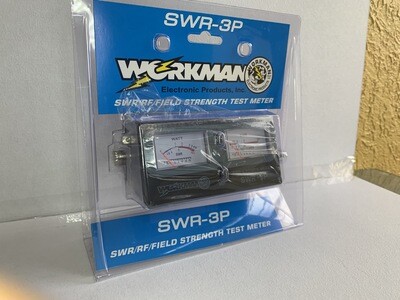 SWR-3P
WORKMAN
Electronic Products, Inc.
SWR/RF/FIELD STRENGTH TEST METER
WATT
SWR-3P
SWR/RF/FIELD STRENGTH TEST METER